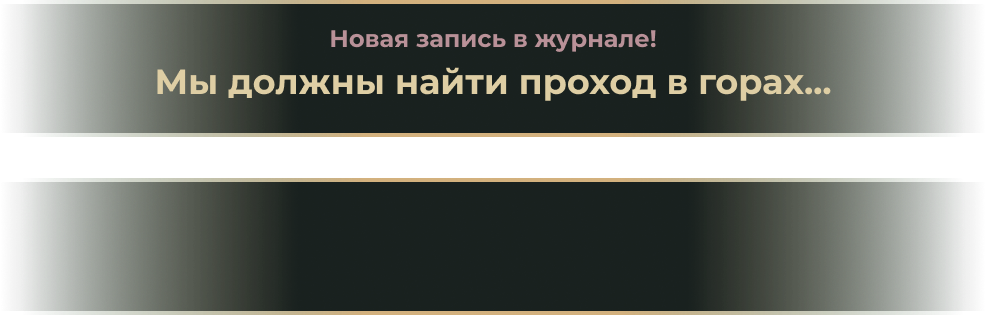 Новая запись в журнале!
Мы должны найти проход в горах...